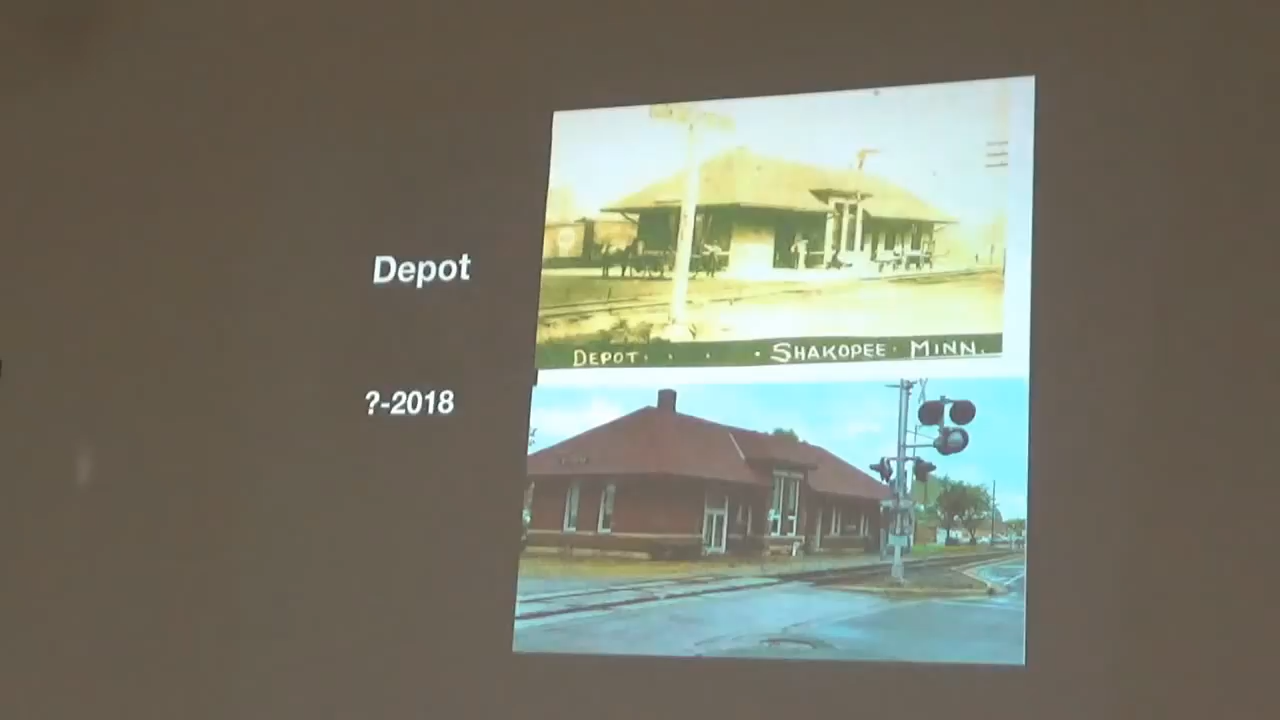 Depot
?-2018
DEPOT. . . . SHAKOPEE. MINN.